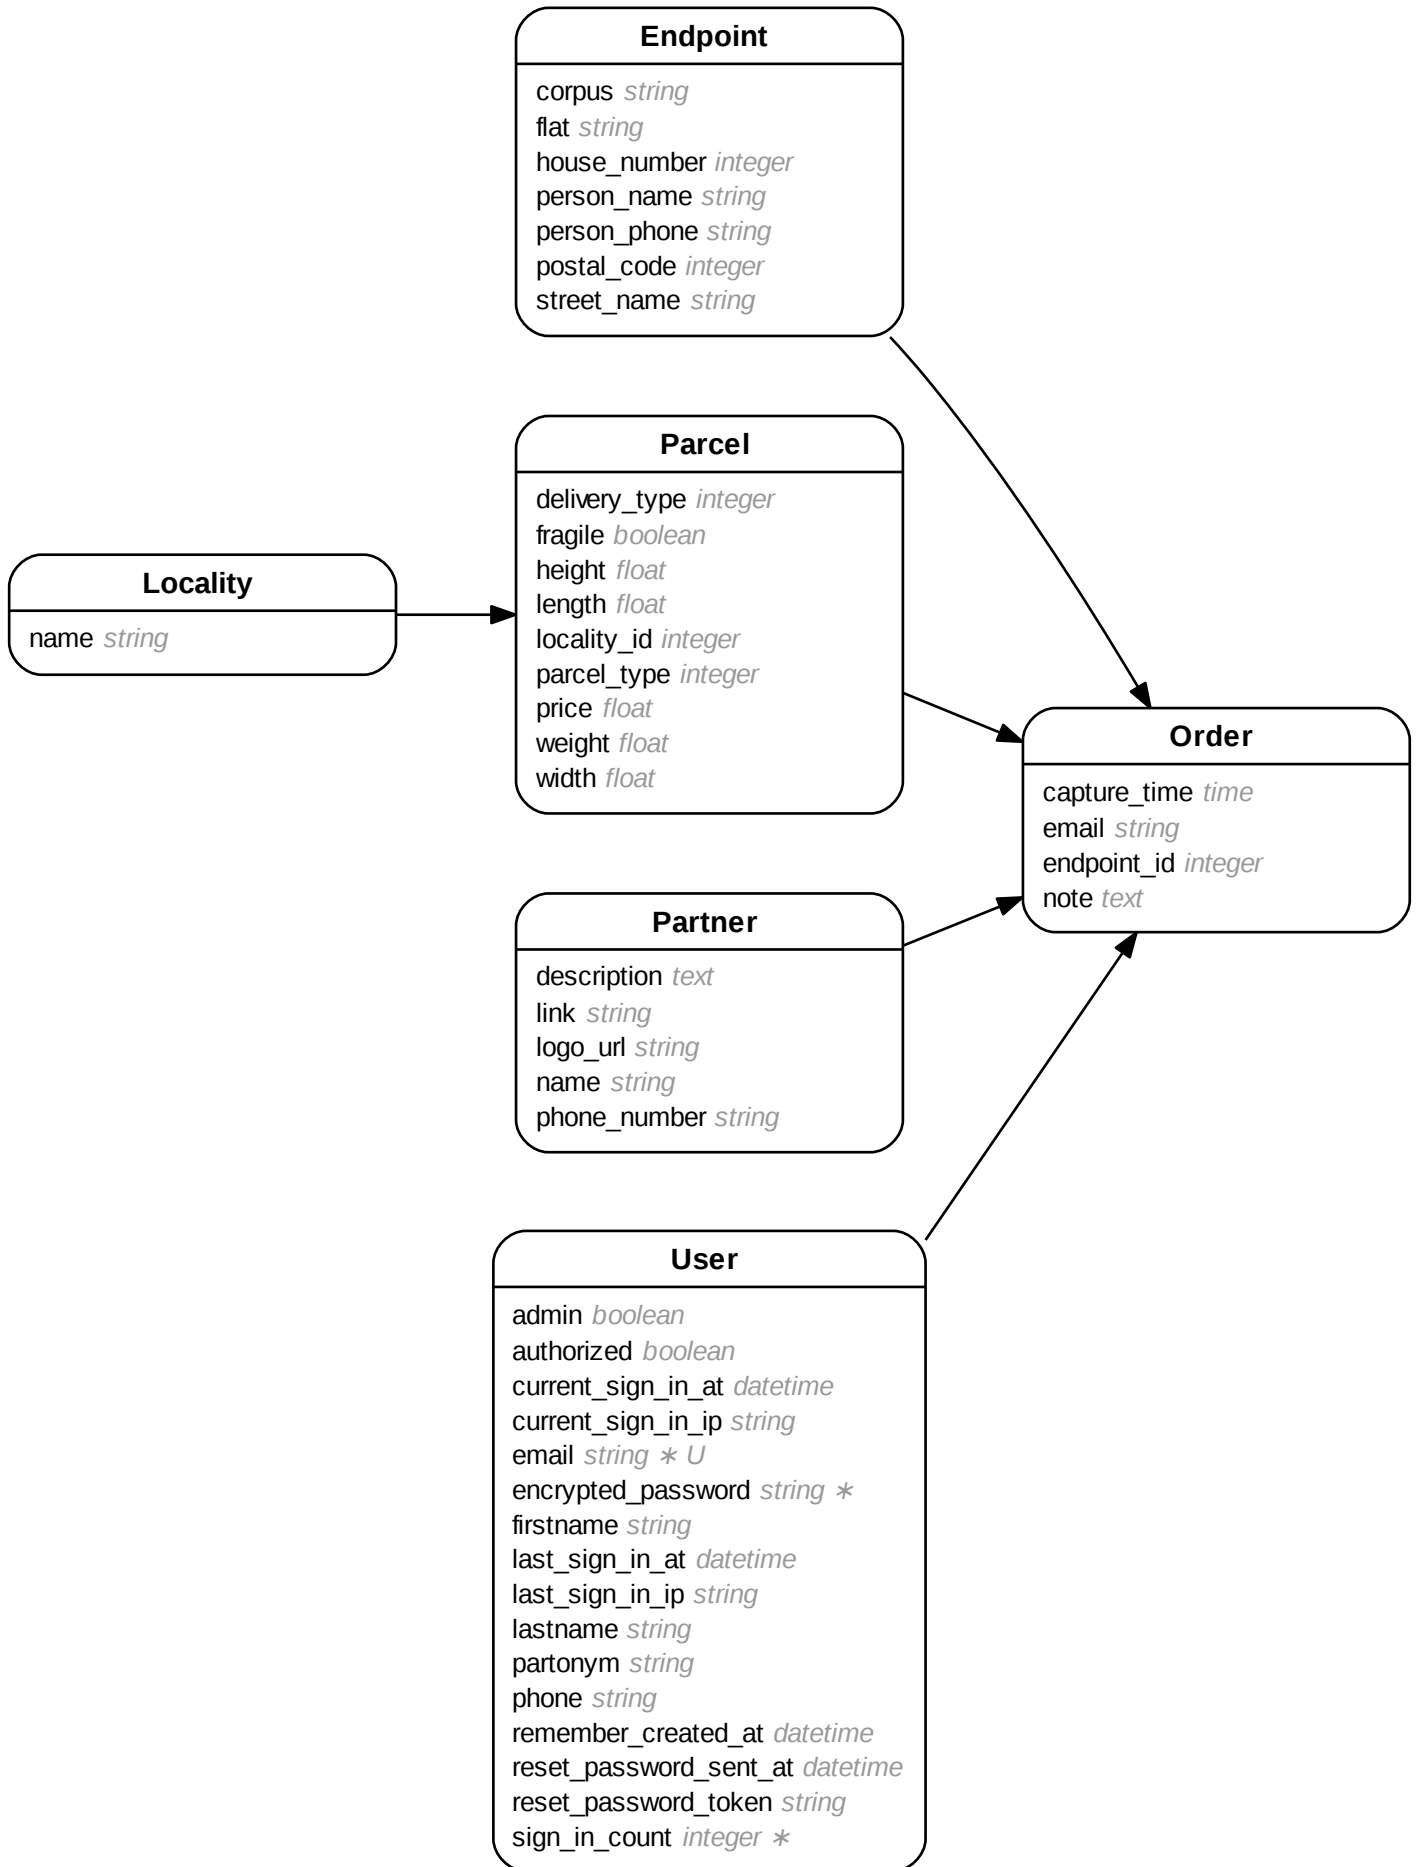 Endpoint
corpus string
flat string
house_number integer
person_name string
person_phone string
postal_code integer
street_name string
Parcel
delivery_type integer
fragile boolean
height float
length float
locality_id integer
parcel_type integer
price float
weight float
width float
Locality
name string
Order
capture_time time
email string
endpoint_id integer
note text
Partner
description text
link string
logo_url string
name string
phone_number string
User
admin boolean
authorized boolean
current_sign_in_at datetime
current_sign_in_ip string
email string ∗ U
encrypted_password string ∗
firstname string
last_sign_in_at datetime
last_sign_in_ip string
lastname string
partonym string
phone string
remember_created_at datetime
reset_password_sent_at datetime
reset_password_token string
sign_in_count integer ∗